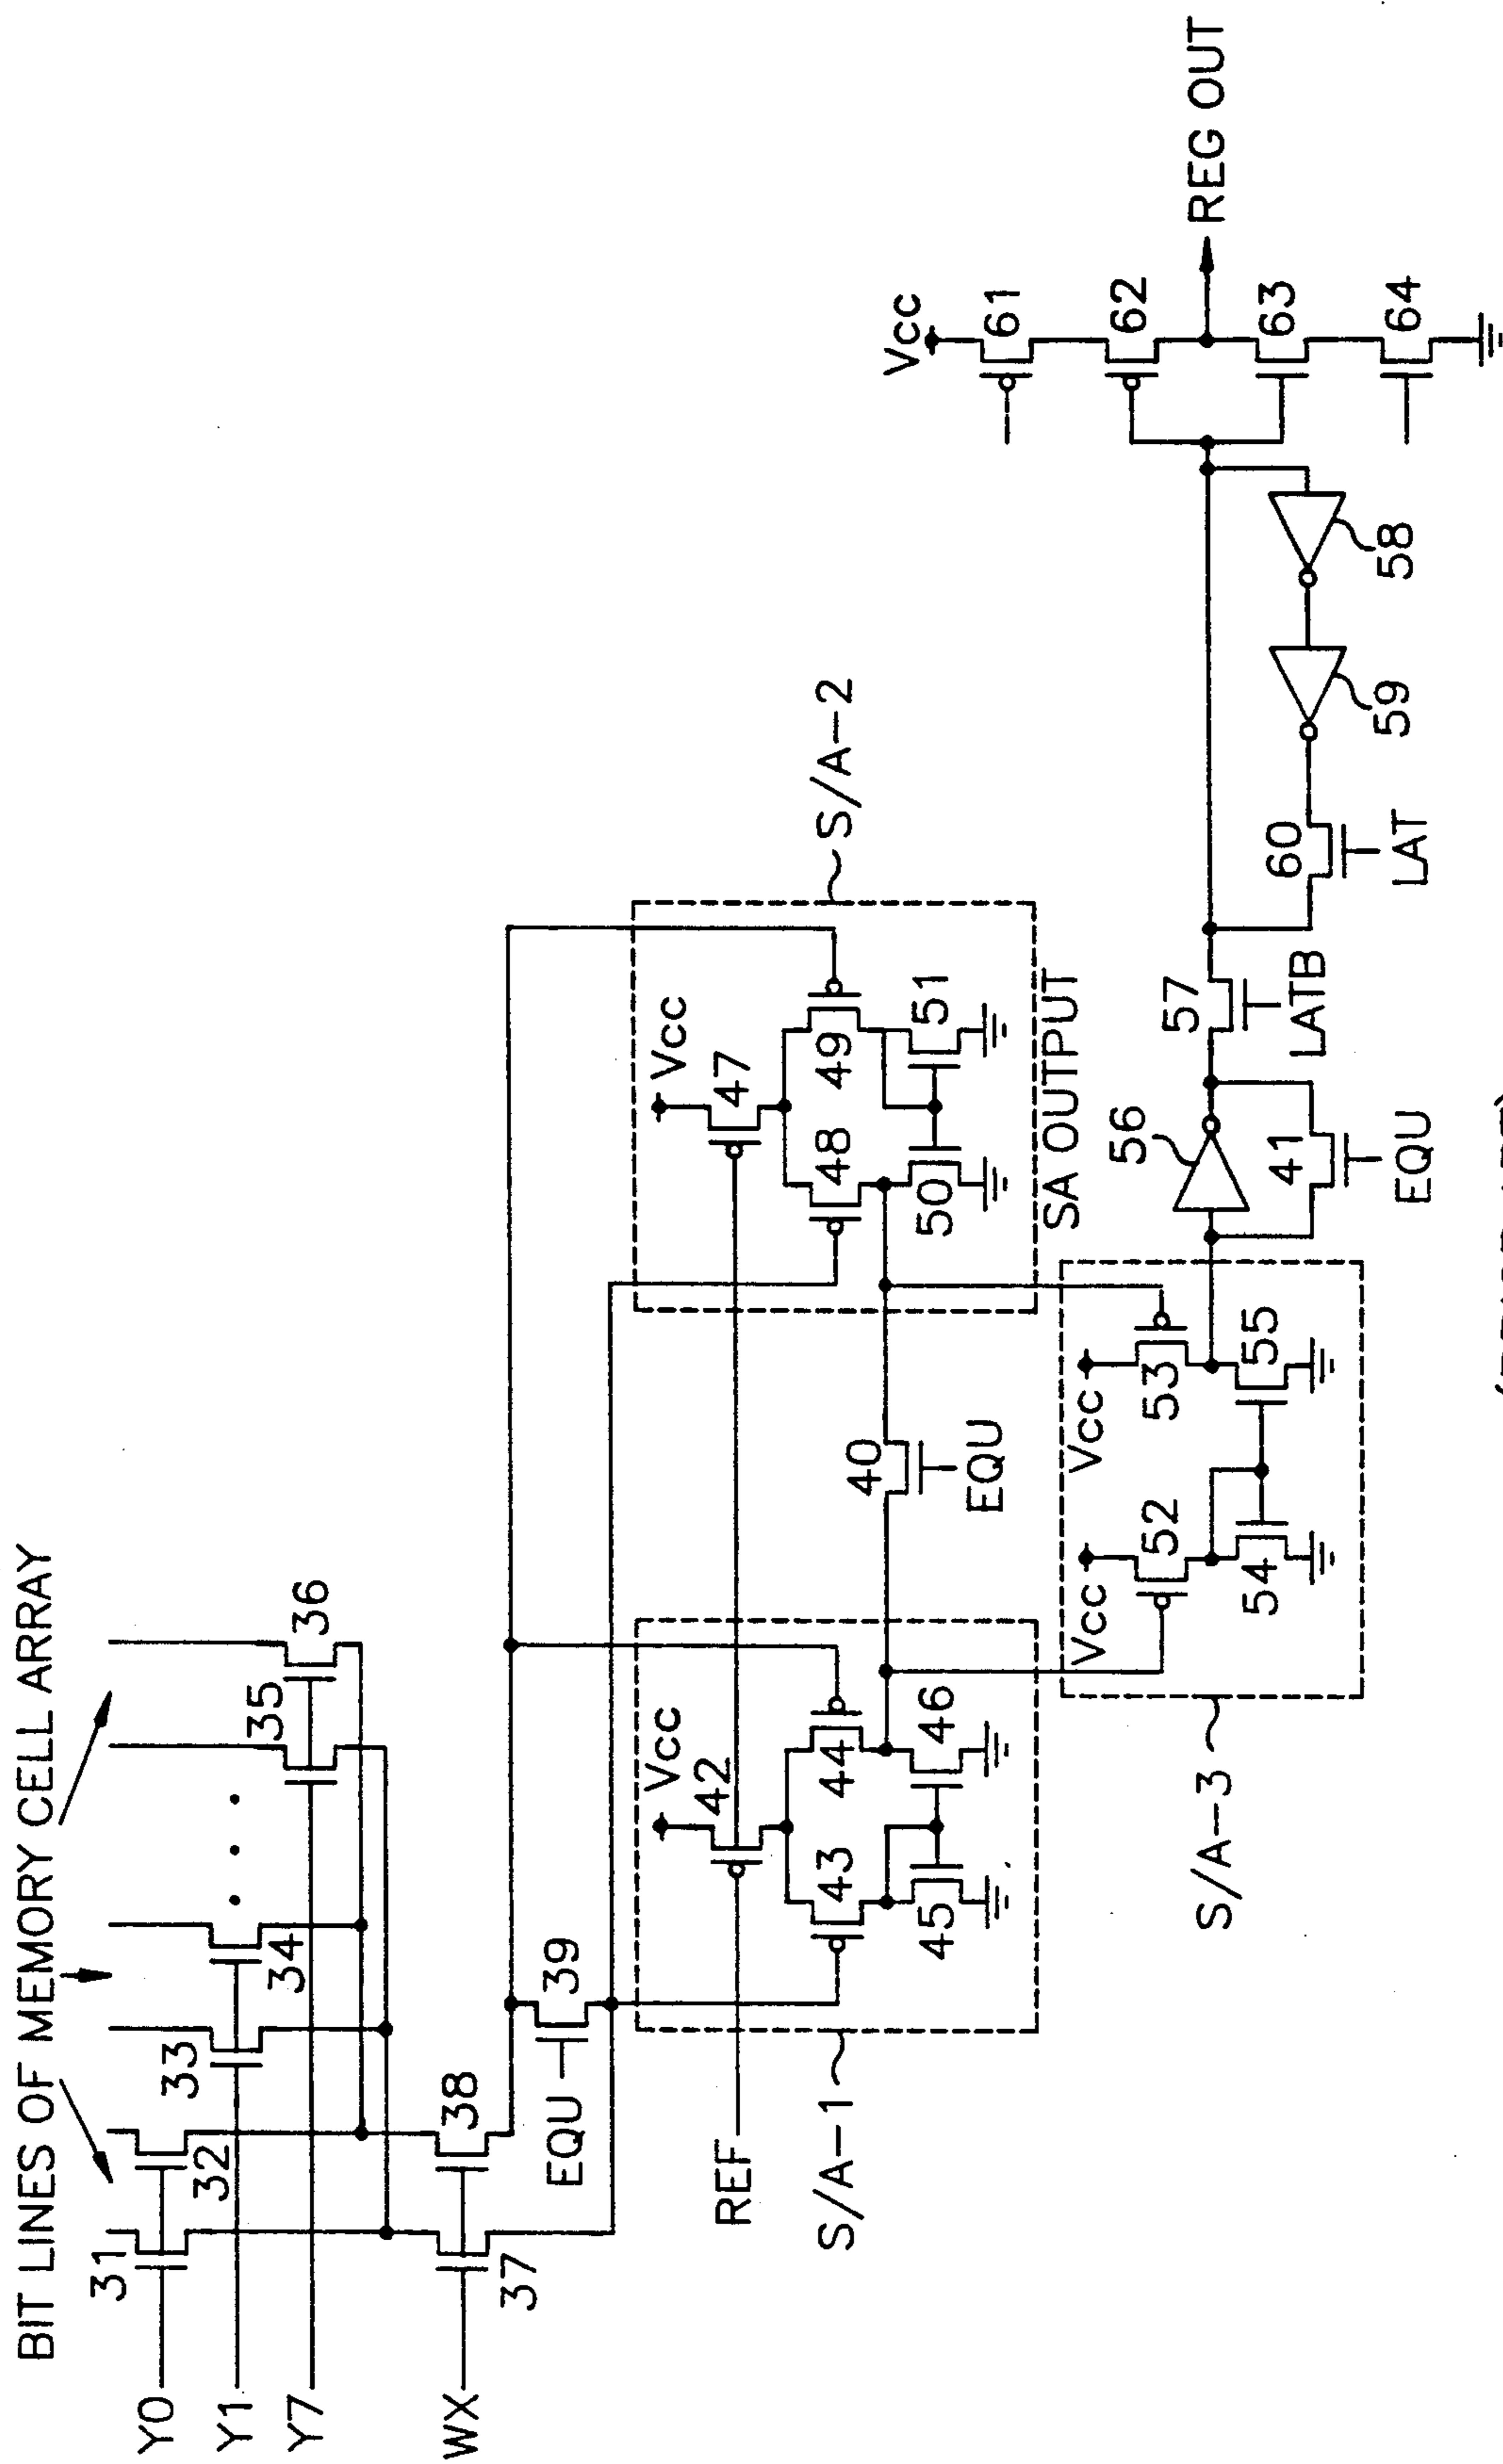 BIT LINES OF MEMORY CELL ARRAY
Y0
31
32
33
34
35
36
Y1
Y7
WX
37
38
EQU
39
REF
Vcc
42
43
44
45
46
S/A-1
40
EQU
Vcc
47
48
49
50
51
S/A-2
SA OUTPUT
Vcc
52
Vcc
53
54
55
S/A-3
56
41
EQU
57
LATB
60
LAT
59
58
Vcc
61
62
63
64
REG OUT